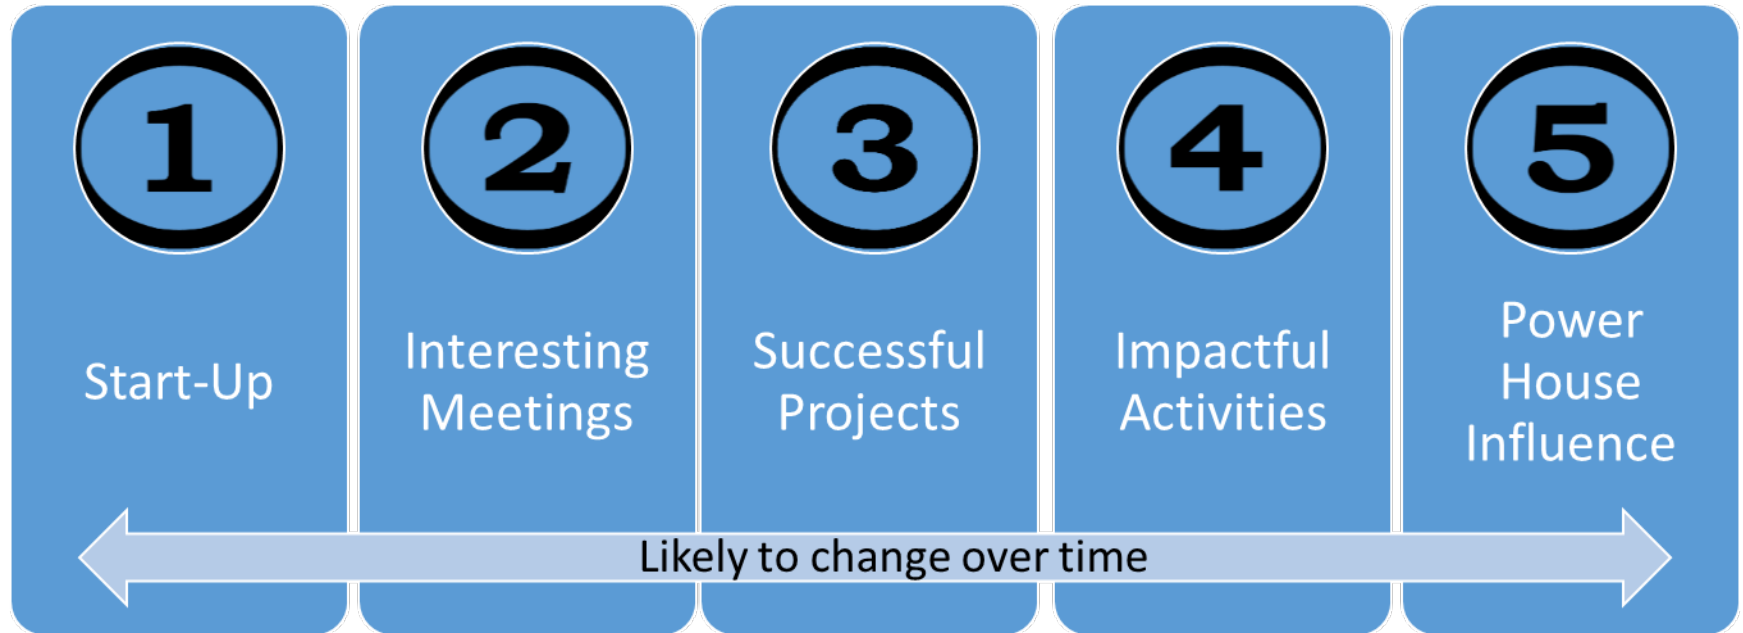 1
Start-Up
2
Interesting
Meetings
3
Successful
Projects
4
Impactful
Activities
5
Power
House
Influence
Likely to change over time